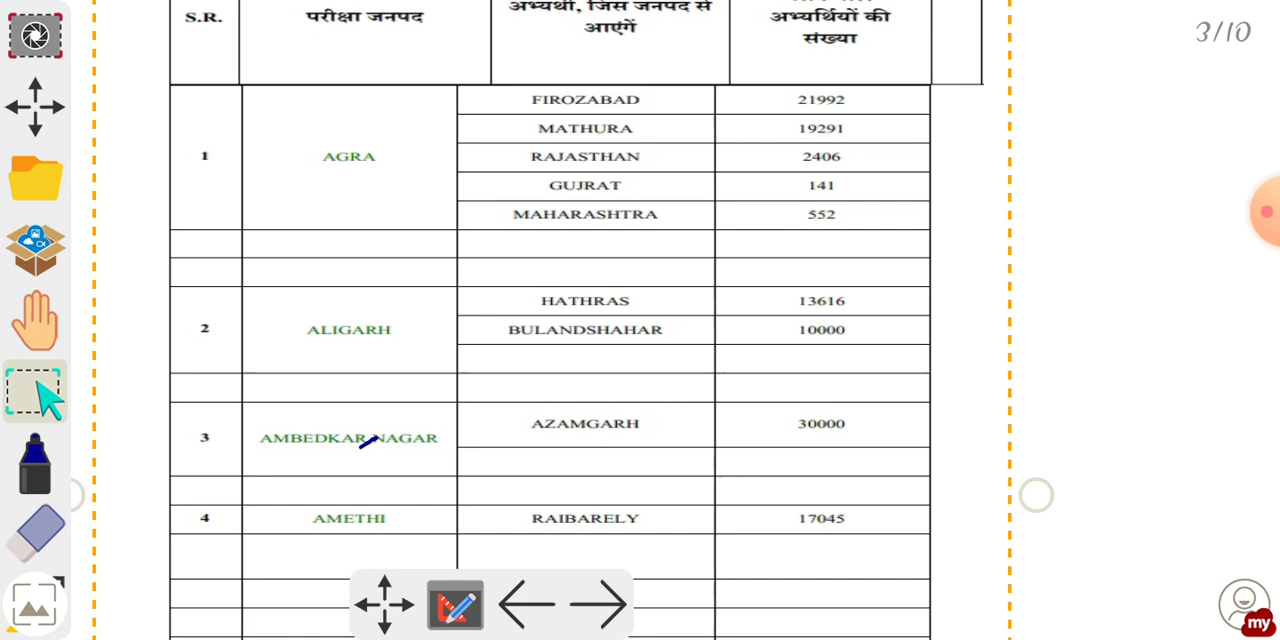 3/10
S.R. परीक्षा जनपद अभ्यर्थी, जिस जनपद से आएंगें
अभ्यर्थियों की संख्या
1 AGRA FIROZABAD 21992
MATHURA 19291
RAJASTHAN 2406
GUJRAT 141
MAHARASHTRA 552
2 ALIGARH HATHRAS 13616
BULANDSHAHAR 10000
3 AMBEDKAR NAGAR AZAMGARH 30000
4 AMETHI RAIBARELY 17045
my